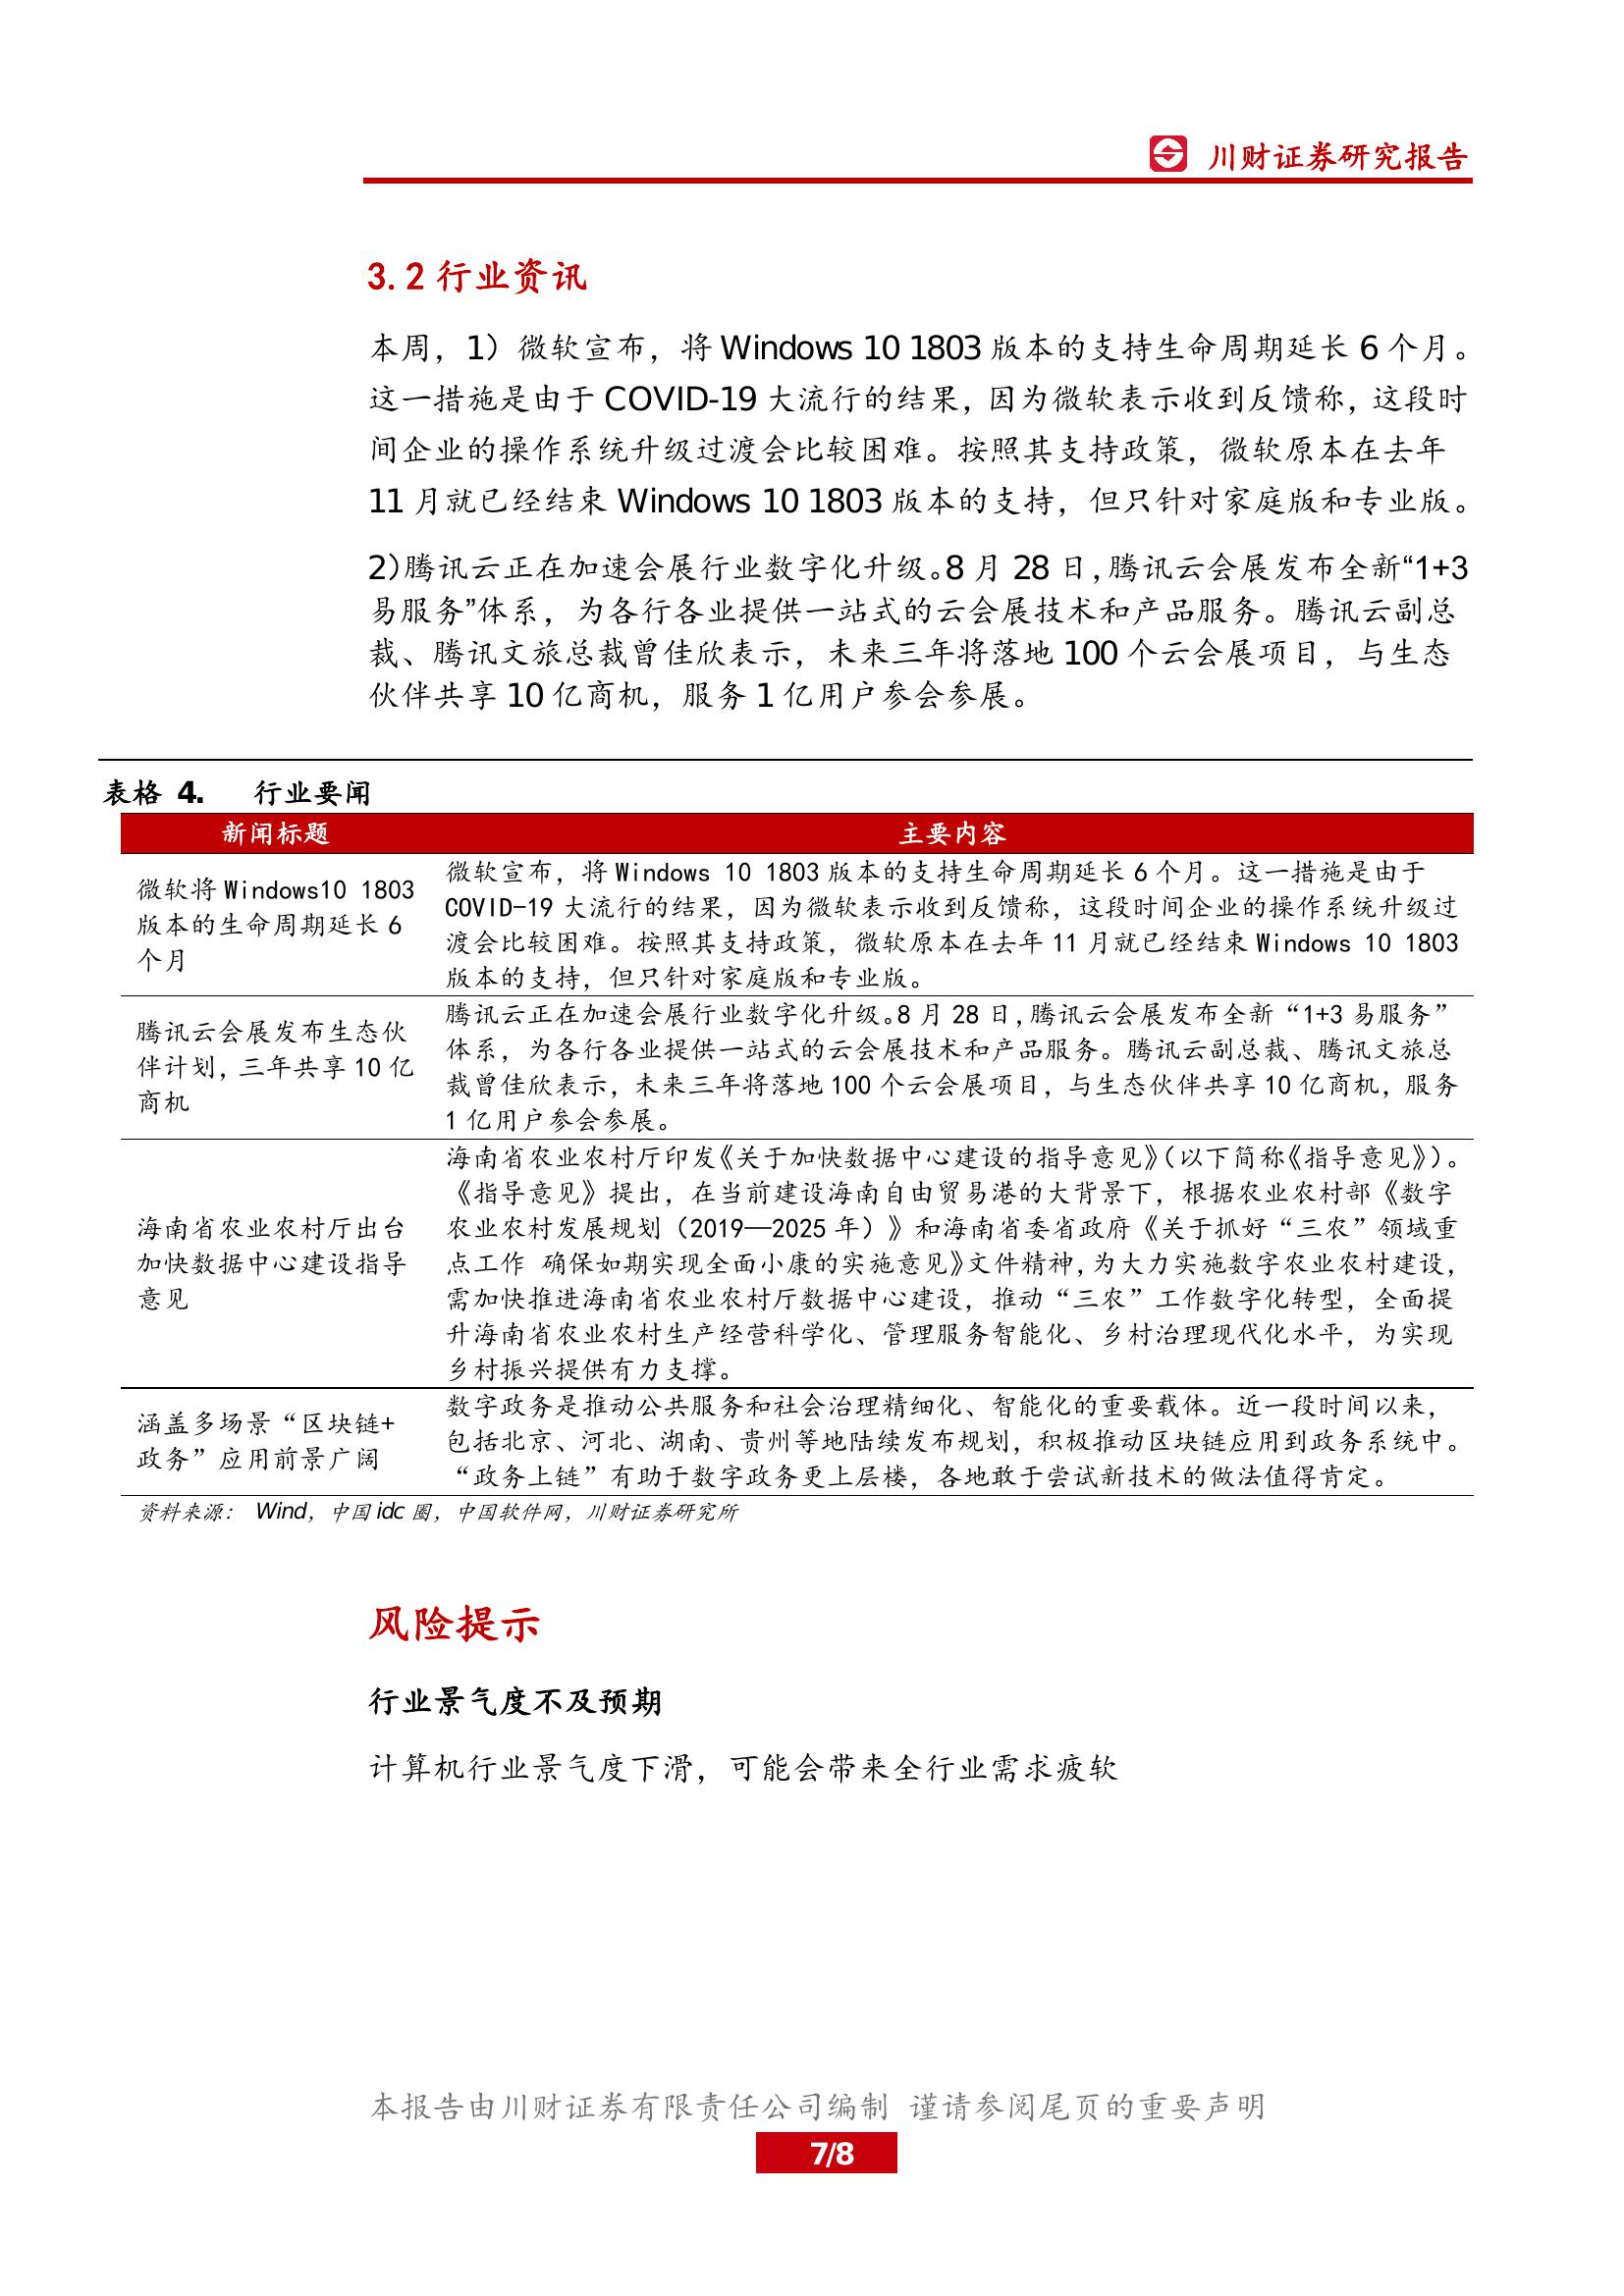 川财证券研究报告
3.2 行业资讯
本周，1）微软宣布，将 Windows 10 1803 版本的支持生命周期延长 6 个月。
这一措施是由于 COVID-19 大流行的结果，因为微软表示收到反馈称，这段时
间企业的操作系统升级过渡会比较困难。按照其支持政策，微软原本在去年
11 月就已经结束 Windows 10 1803 版本的支持，但只针对家庭版和专业版。
2)腾讯云正在加速会展行业数字化升级。8 月 28 日，腾讯云会展发布全新“1+3
易服务”体系，为各行各业提供一站式的云会展技术和产品服务。腾讯云副总
裁、腾讯文旅总裁曾佳欣表示，未来三年将落地 100 个云会展项目，与生态
伙伴共享 10 亿商机，服务 1 亿用户参会参展。
表格 4. 行业要闻
新闻标题 主要内容
微软将 Windows10 1803
版本的生命周期延长 6
个月
微软宣布，将 Windows 10 1803 版本的支持生命周期延长 6 个月。这一措施是由于
COVID-19 大流行的结果，因为微软表示收到反馈称，这段时间企业的操作系统升级过
渡会比较困难。按照其支持政策，微软原本在去年 11 月就已经结束 Windows 10 1803
版本的支持，但只针对家庭版和专业版。
腾讯云会展发布生态伙
伴计划，三年共享 10 亿
商机
腾讯云正在加速会展行业数字化升级。8 月 28 日，腾讯云会展发布全新“1+3 易服务”
体系，为各行各业提供一站式的云会展技术和产品服务。腾讯云副总裁、腾讯文旅总
裁曾佳欣表示，未来三年将落地 100 个云会展项目，与生态伙伴共享 10 亿商机，服务
1 亿用户参会参展。
海南省农业农村厅出台
加快数据中心建设指导
意见
海南省农业农村厅印发《关于加快数据中心建设的指导意见》（以下简称《指导意见》）。
《指导意见》提出，在当前建设海南自由贸易港的大背景下，根据农业农村部《数字
农业农村发展规划（2019—2025 年）》和海南省委省政府《关于抓好“三农”领域重
点工作 确保如期实现全面小康的实施意见》文件精神，为大力实施数字农业农村建设，
需加快推进海南省农业农村厅数据中心建设，推动“三农”工作数字化转型，全面提
升海南省农业农村生产经营科学化、管理服务智能化、乡村治理现代化水平，为实现
乡村振兴提供有力支撑。
涵盖多场景“区块链+
政务”应用前景广阔
数字政务是推动公共服务和社会治理精细化、智能化的重要载体。近一段时间以来，
包括北京、河北、湖南、贵州等地陆续发布规划，积极推动区块链应用到政务系统中。
“政务上链”有助于数字政务更上层楼，各地敢于尝试新技术的做法值得肯定。
资料来源： Wind，中国 idc 圈，中国软件网，川财证券研究所
风险提示
行业景气度不及预期
计算机行业景气度下滑，可能会带来全行业需求疲软
本报告由川财证券有限责任公司编制 谨请参阅尾页的重要声明
7/8